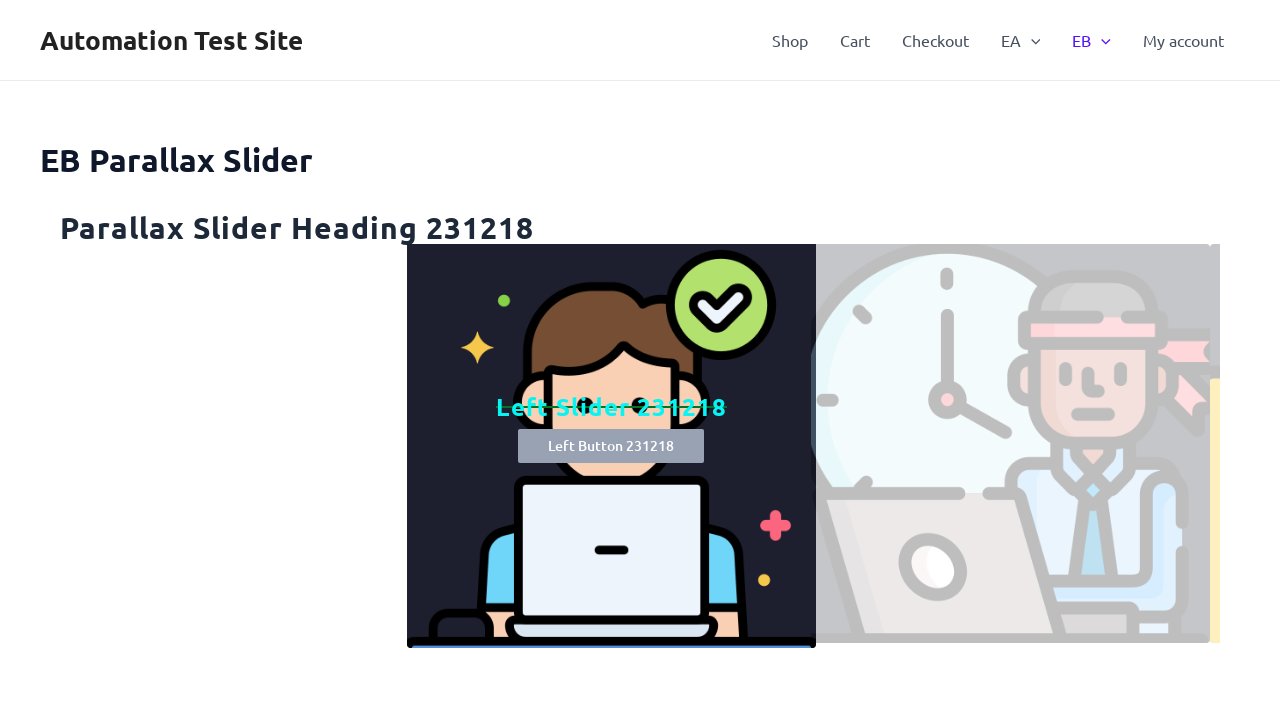 Automation Test Site
Shop Cart Checkout EA EB My account
EB Parallax Slider
Parallax Slider Heading 231218
Left Slider 231218
Left Button 231218